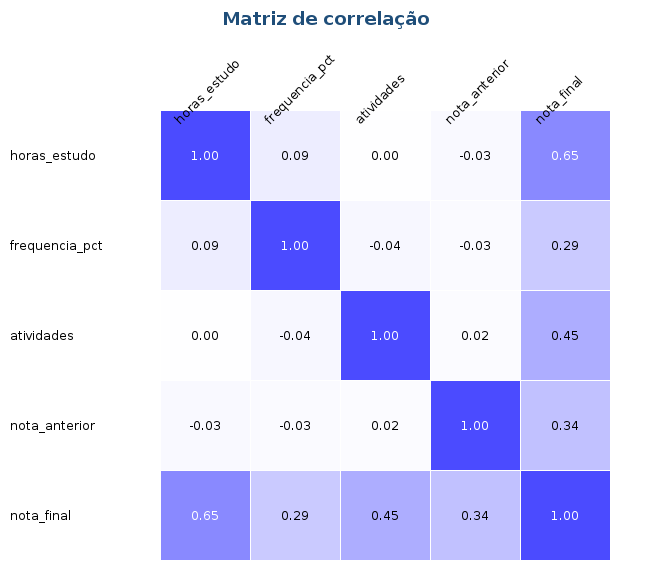 Matriz de correlação
horas_estudo frequencia_pct atividades nota_anterior nota_final
horas_estudo 1.00 0.09 0.00 -0.03 0.65
frequencia_pct 0.09 1.00 -0.04 -0.03 0.29
atividades 0.00 -0.04 1.00 0.02 0.45
nota_anterior -0.03 -0.03 0.02 1.00 0.34
nota_final 0.65 0.29 0.45 0.34 1.00